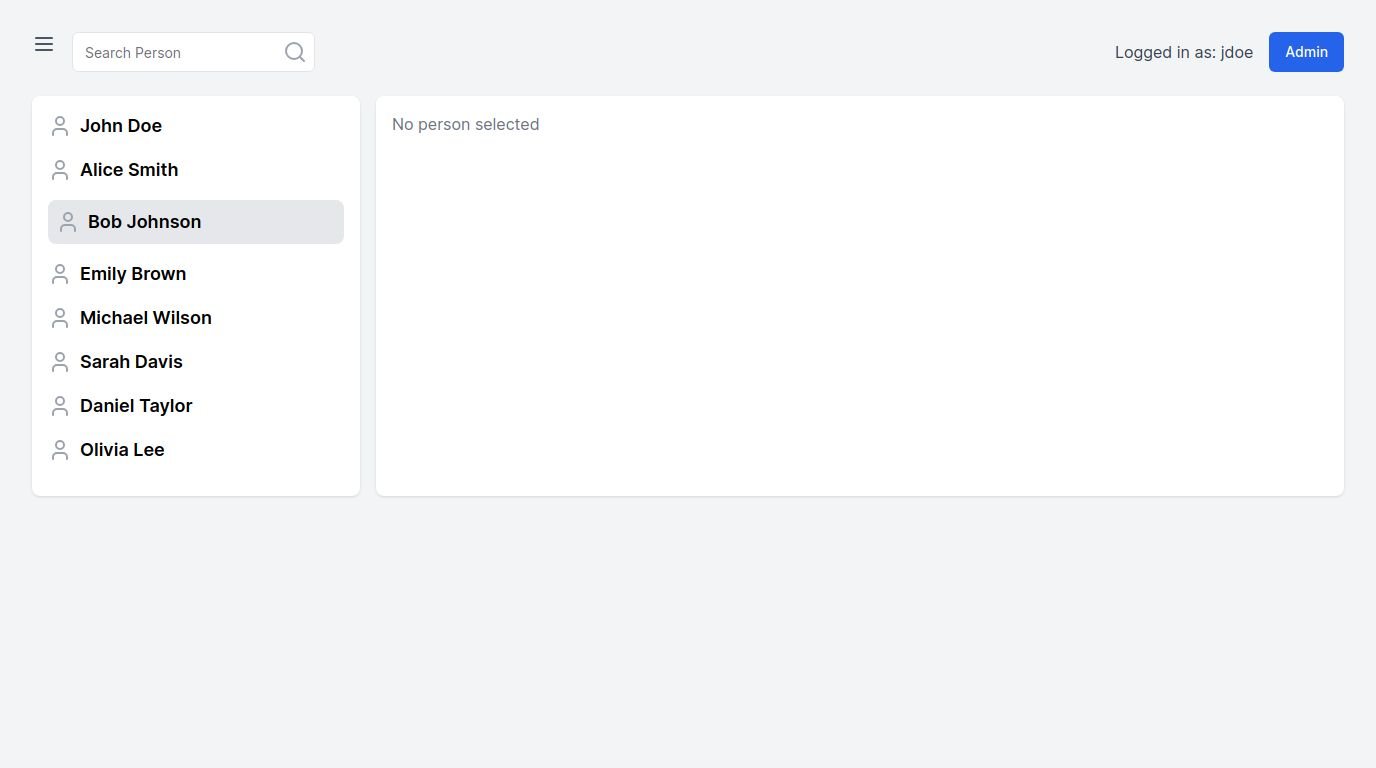 Search Person
Logged in as: jdoe
Admin
John Doe
Alice Smith
Bob Johnson
Emily Brown
Michael Wilson
Sarah Davis
Daniel Taylor
Olivia Lee
No person selected